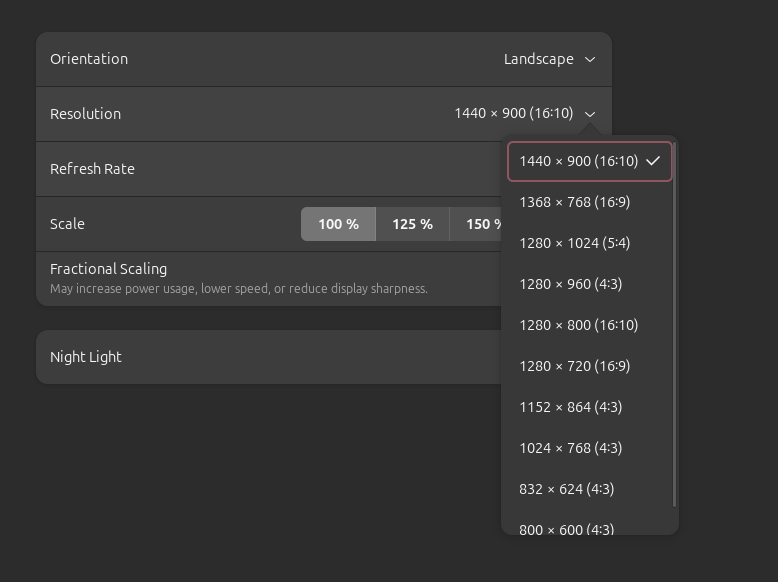 Orientation
Landscape
Resolution
1440 × 900 (16:10)
Refresh Rate
Scale
100 %
125 %
150 %
Fractional Scaling
May increase power usage, lower speed, or reduce display sharpness.
Night Light
1440 × 900 (16:10)
1368 × 768 (16:9)
1280 × 1024 (5:4)
1280 × 960 (4:3)
1280 × 800 (16:10)
1280 × 720 (16:9)
1152 × 864 (4:3)
1024 × 768 (4:3)
832 × 624 (4:3)
800 × 600 (4:3)